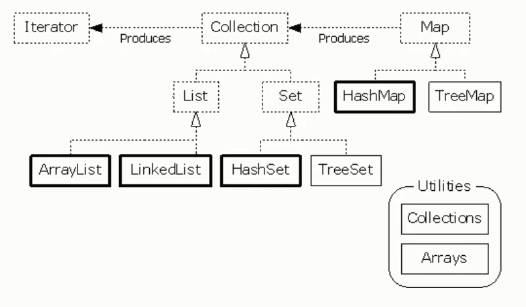 Iterator
Produces
Collection
Produces
Map
List
Set
HashMap
TreeMap
ArrayList
LinkedList
HashSet
TreeSet
Utilities
Collections
Arrays